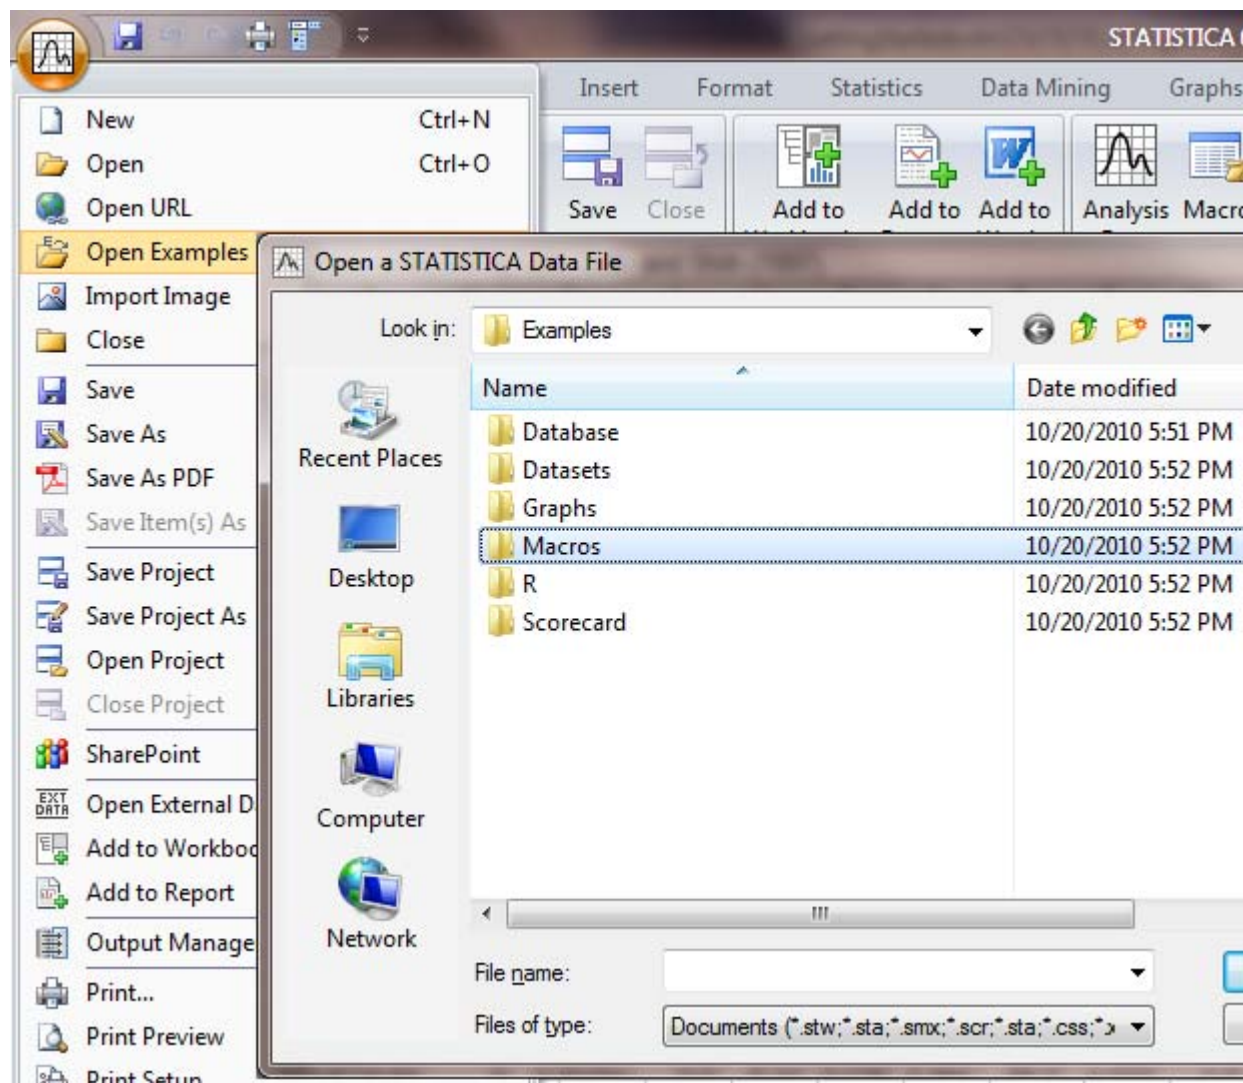 STATISTICA
Insert Format Statistics Data Mining Graphs
New Ctrl+N
Open Ctrl+O
Open URL
Open Examples
Import Image
Close
Save
Save As
Save As PDF
Save Item(s) As
Save Project
Save Project As
Open Project
Close Project
SharePoint
EXT
DATA
Open External D
Add to Workboo
Add to Report
Output Manage
Print...
Print Preview
Print Setup
Save Close Add to Add to Add to Analysis Macro
Open a STATISTICA Data File
Look in: Examples
Name Date modified
Database 10/20/2010 5:51 PM
Datasets 10/20/2010 5:52 PM
Graphs 10/20/2010 5:52 PM
Macros 10/20/2010 5:52 PM
R 10/20/2010 5:52 PM
Scorecard 10/20/2010 5:52 PM
Recent Places
Desktop
Libraries
Computer
Network
File name:
Files of type: Documents (*.stw;*.sta;*.smx;*.scr;*.sta;*.css;*.x